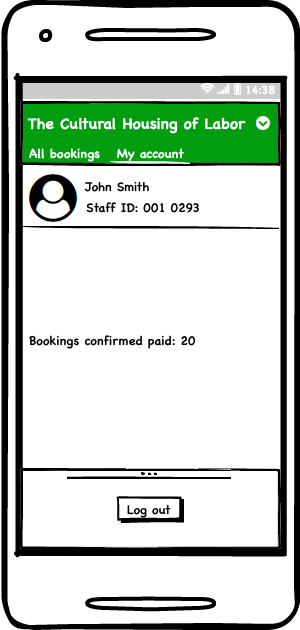 14:38
The Cultural Housing of Labor
All bookings My account
John Smith
Staff ID: 001 0293
Bookings confirmed paid: 20
Log out